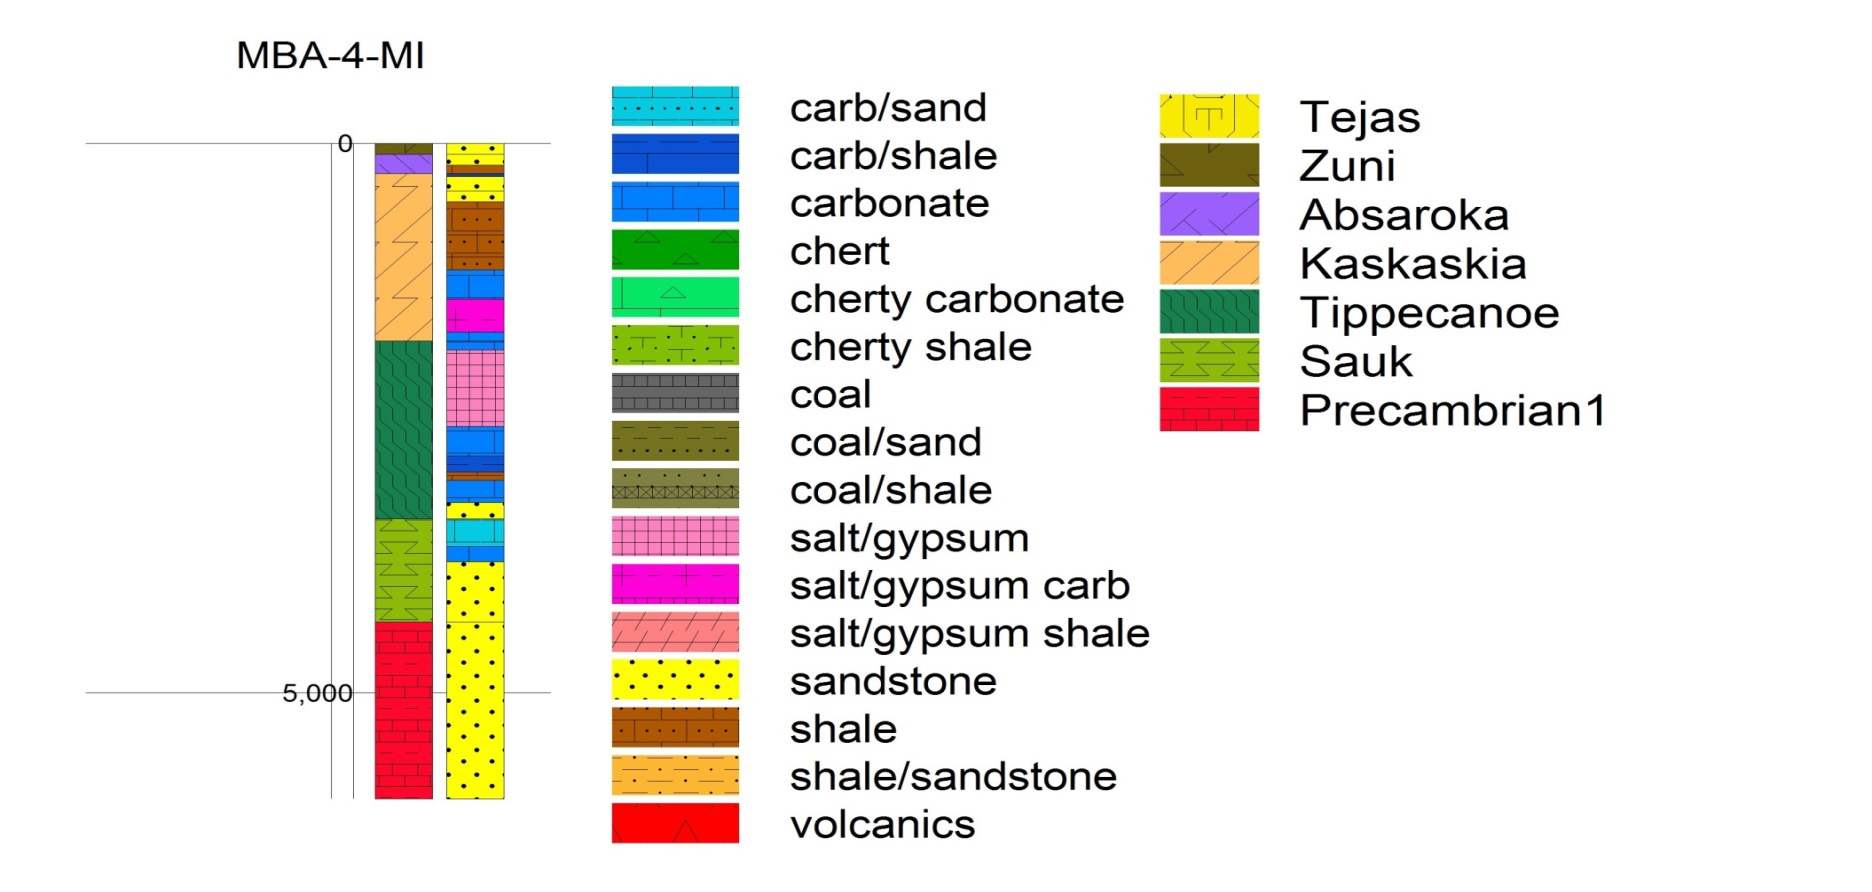 MBA-4-MI
0
5,000
carb/sand
carb/shale
carbonate
chert
cherty carbonate
cherty shale
coal
coal/sand
coal/shale
salt/gypsum
salt/gypsum carb
salt/gypsum shale
sandstone
shale
shale/sandstone
volcanics
Tejas
Zuni
Absaroka
Kaskaskia
Tippecanoe
Sauk
Precambrian1